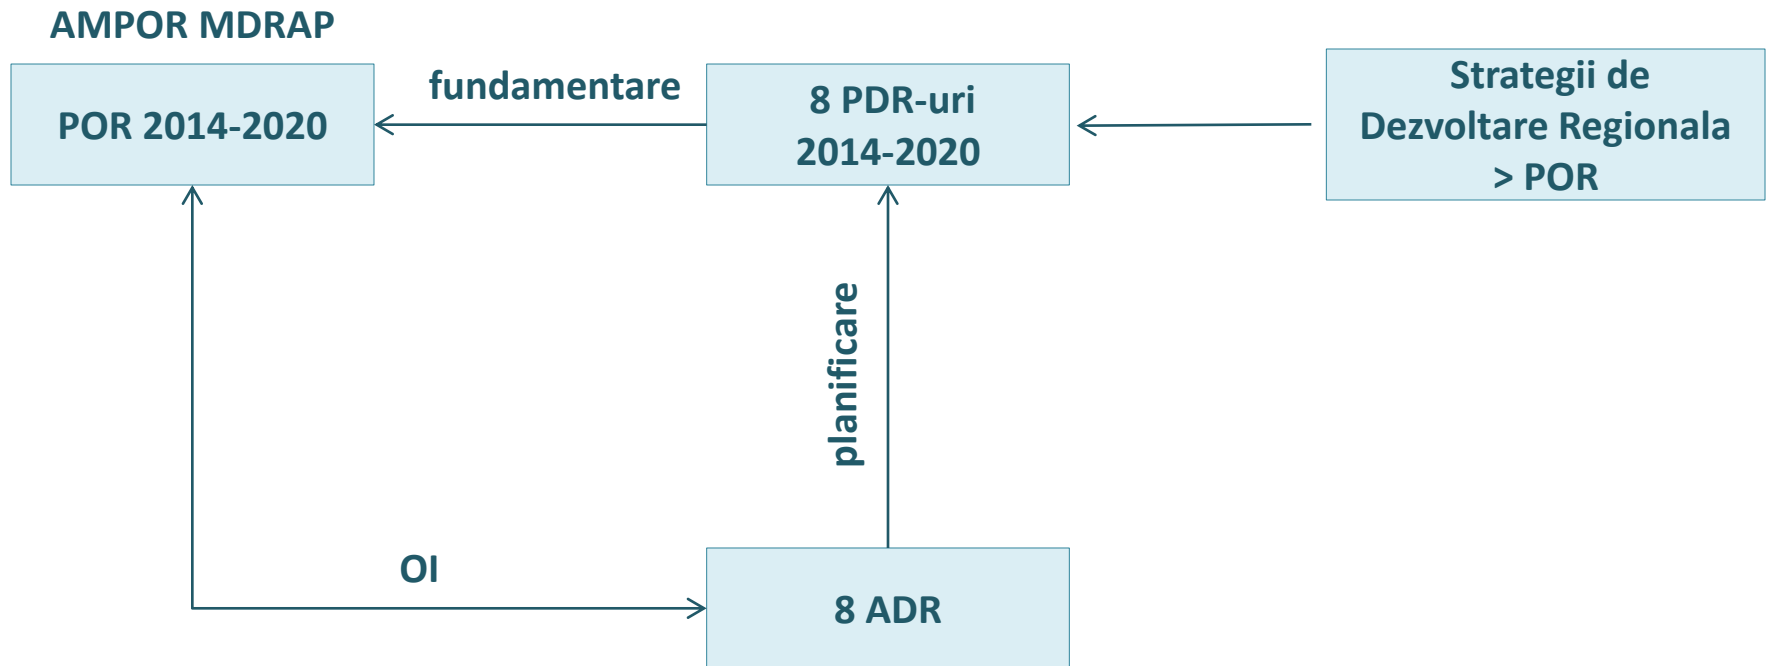 AMPOR MDRAP
POR 2014-2020
fundamentare
8 PDR-uri
2014-2020
Strategii de
Dezvoltare Regionala
> POR
planificare
OI
8 ADR